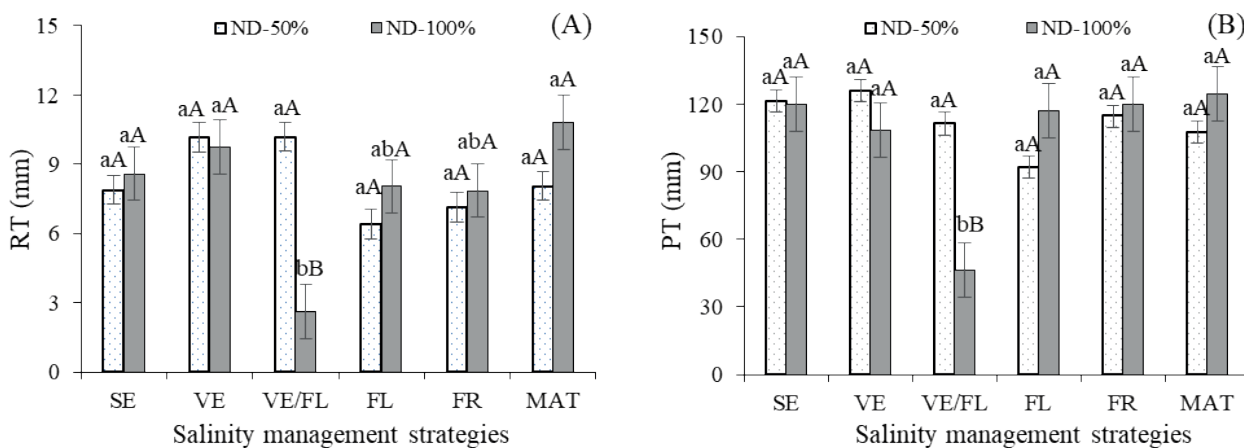 ND-50% ND-100% (A)
15
12
9
6
3
0
RT (mm)
aA aA aA aA aA bB aA abA aA abA aA aA
SE VE VE/FL FL FR MAT
Salinity management strategies
ND-50% ND-100% (B)
150
120
90
60
30
0
PT (mm)
aA aA aA aA aA bB aA aA aA aA aA aA
SE VE VE/FL FL FR MAT
Salinity management strategies